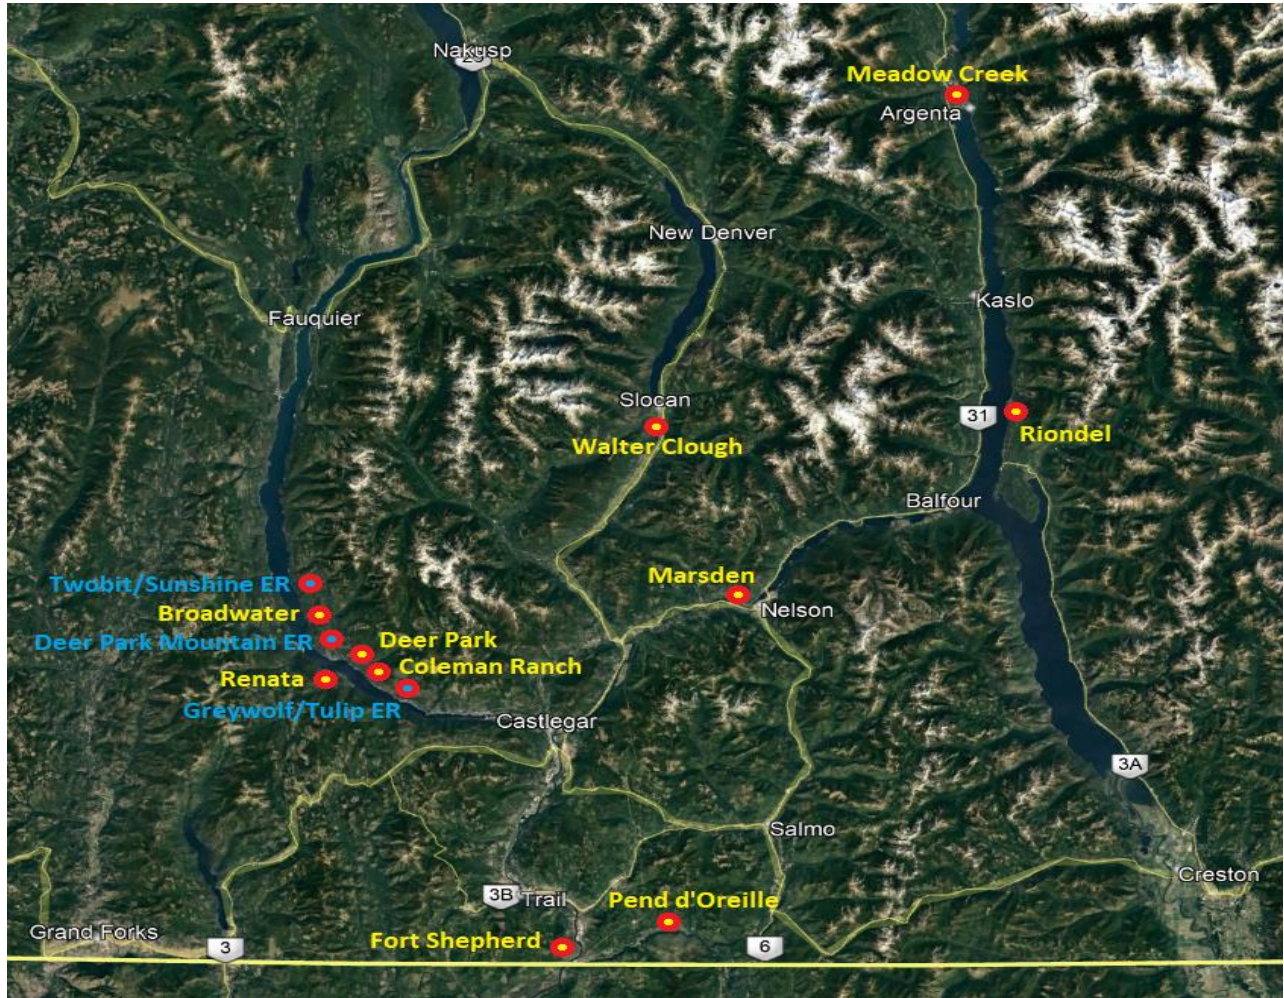 Nakusp
Meadow Creek
Argenta
New Denver
Kaslo
Fauquier
Slocan
31
Riondel
Walter Clough
Balfour
Twobit/Sunshine ER
Marsden
Broadwater
Nelson
Deer Park Mountain ER
Deer Park
Coleman Ranch
Renata
Greywolf/Tulip ER
Castlegar
3A
Salmo
Creston
3B
Trail
Pend d'Oreille
Grand Forks
Fort Shepherd
3
6